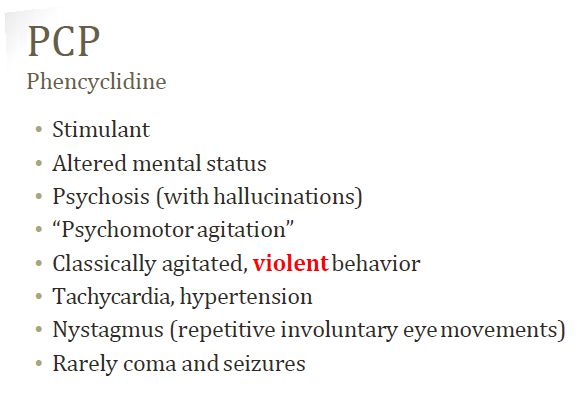 PCP
Phencyclidine
• Stimulant
• Altered mental status
• Psychosis (with hallucinations)
• “Psychomotor agitation”
• Classically agitated, violent behavior
• Tachycardia, hypertension
• Nystagmus (repetitive involuntary eye movements)
• Rarely coma and seizures